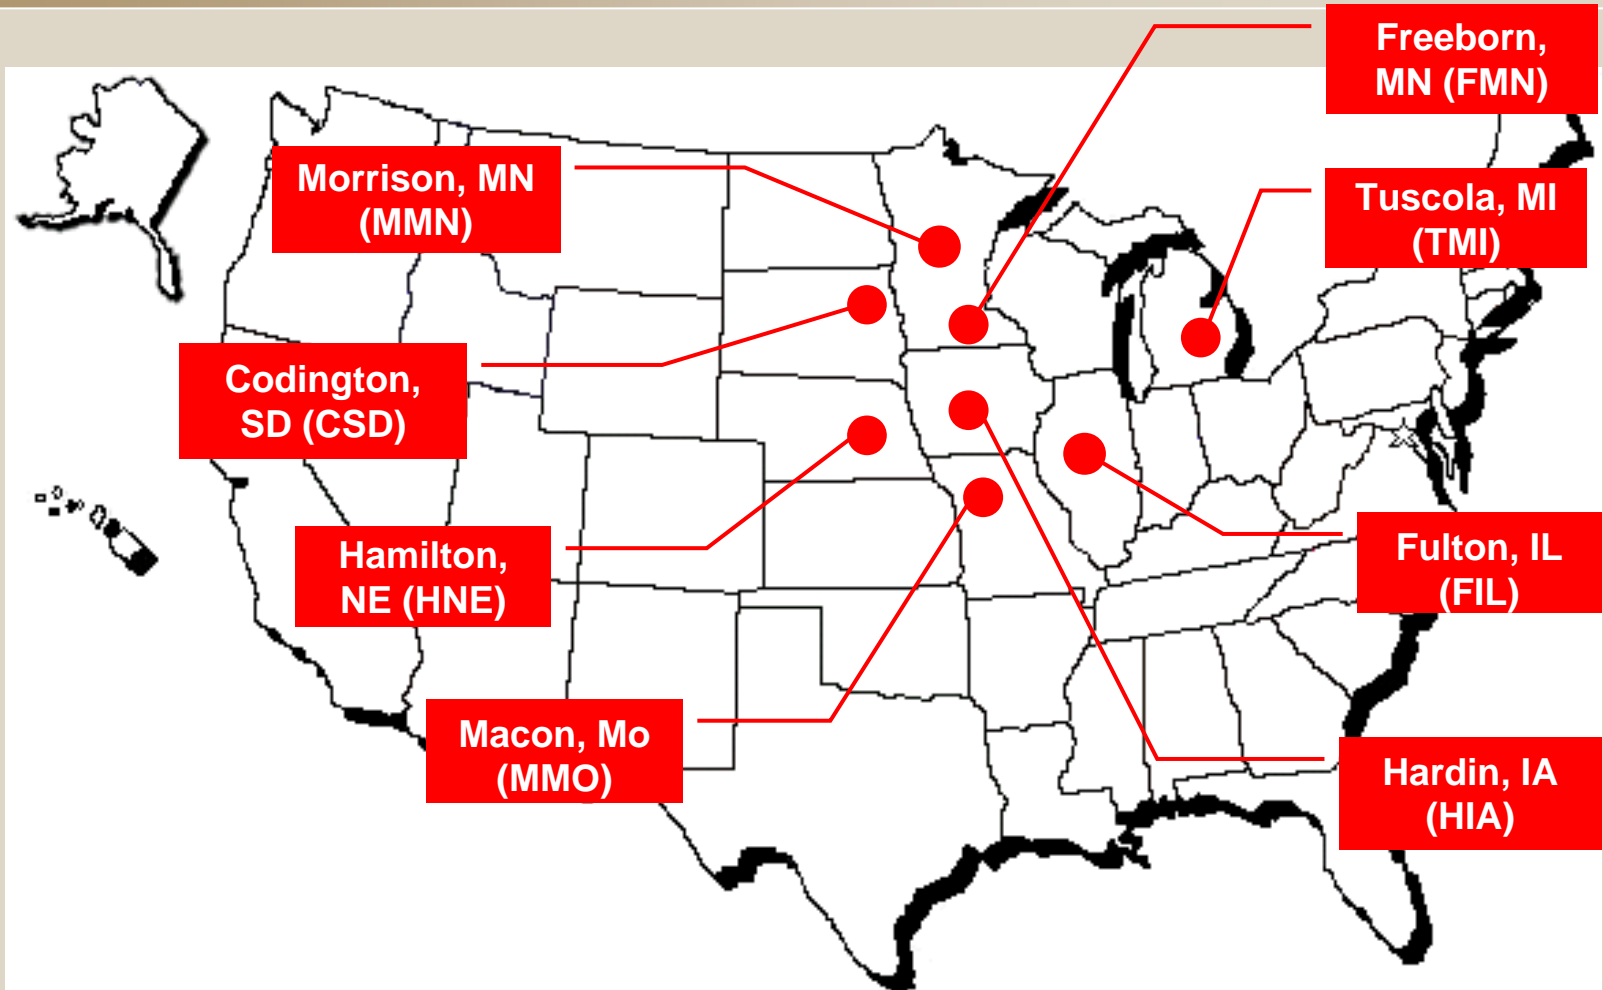 Freeborn,
MN (FMN)
Morrison, MN
(MMN)
Tuscola, MI
(TMI)
Codington,
SD (CSD)
Hamilton,
NE (HNE)
Fulton, IL
(FIL)
Macon, Mo
(MMO)
Hardin, IA
(HIA)